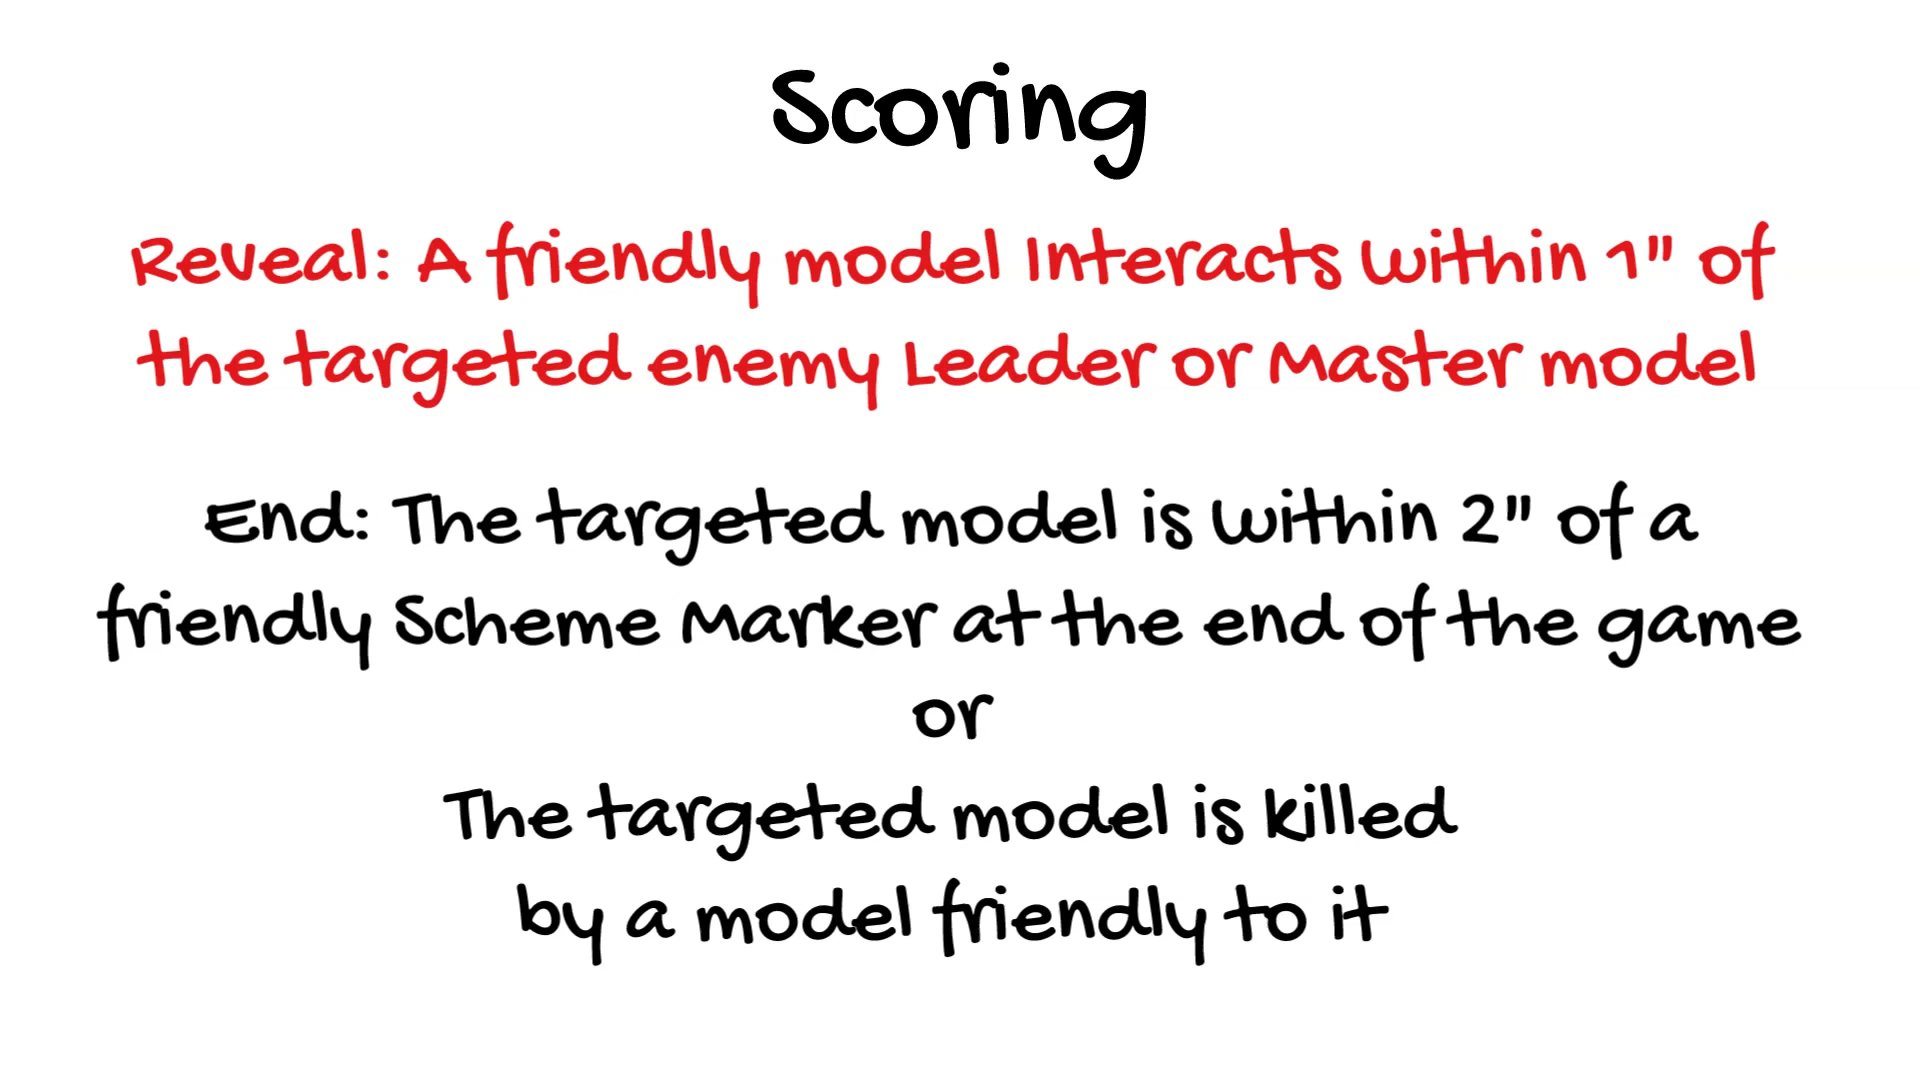 Scoring
Reveal: A friendly model Interacts within 1" of
the targeted enemy Leader or Master model
End: The targeted model is within 2" of a
friendly Scheme Marker at the end of the game
or
The targeted model is killed
by a model friendly to it